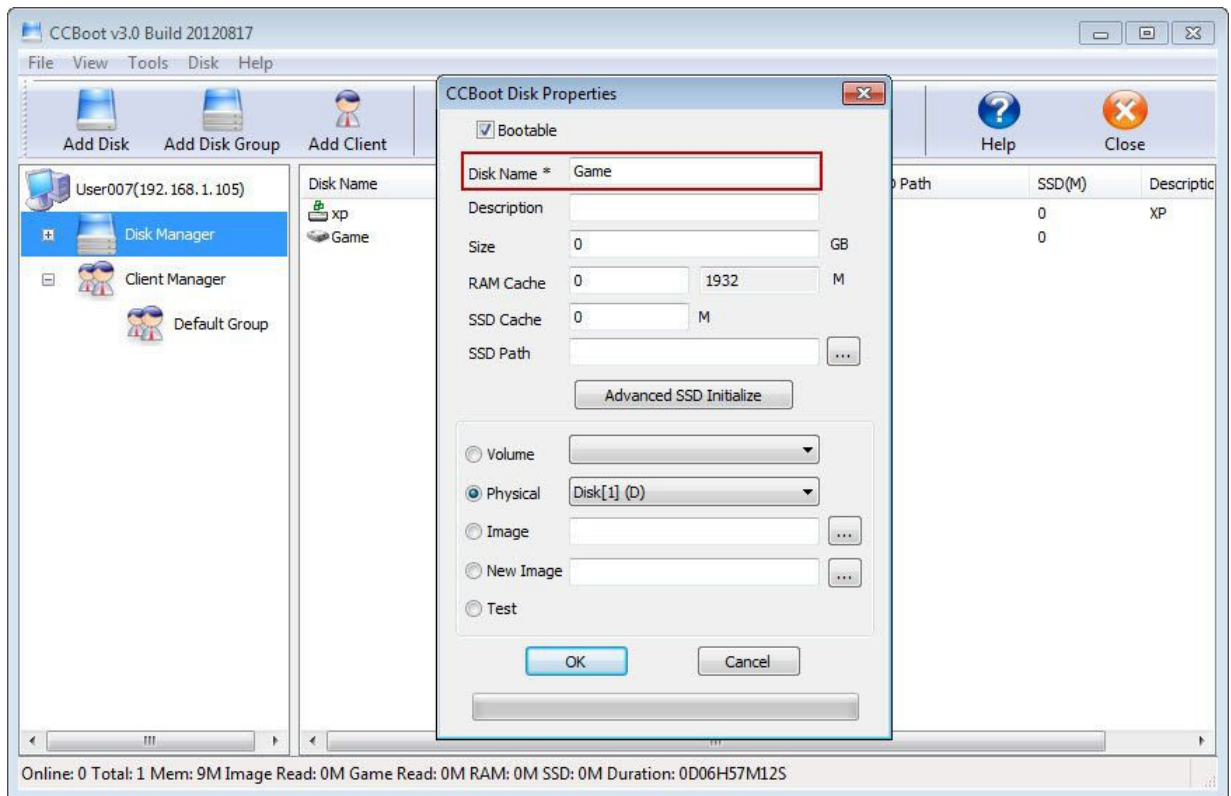 CCBoot v3.0 Build 20120817
File View Tools Disk Help
Add Disk Add Disk Group Add Client Help Close
User007(192.168.1.105)
Disk Manager
Client Manager
Default Group
Disk Name Path SSD(M) Descriptic
xp 0 XP
Game 0
CCBoot Disk Properties
Bootable
Disk Name * Game
Description
Size 0 GB
RAM Cache 0 1932 M
SSD Cache 0 M
SSD Path ...
Advanced SSD Initialize
Volume
Physical Disk[1] (D)
Image ...
New Image ...
Test
OK Cancel
Online: 0 Total: 1 Mem: 9M Image Read: 0M Game Read: 0M RAM: 0M SSD: 0M Duration: 0D06H57M12S